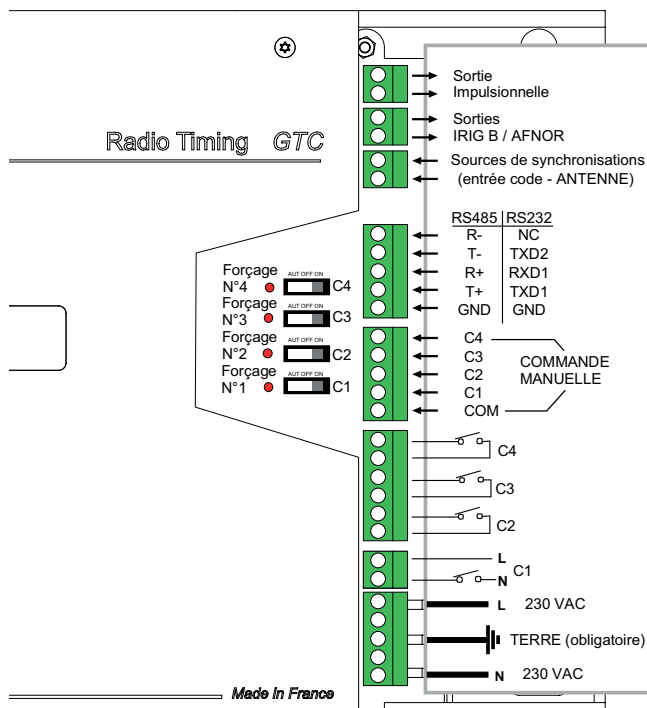 Radio Timing GTC
Sortie
Impulsionnelle
Sorties
IRIG B / AFNOR
Sources de synchronisations
(entrée code - ANTENNE)
RS485 RS232
R- NC
T- TXD2
R+ RXD1
T+ TXD1
GND GND
Forçage
N°4 AUT OFF ON C4
Forçage
N°3 AUT OFF ON C3
Forçage
N°2 AUT OFF ON C2
Forçage
N°1 AUT OFF ON C1
C4
C3
C2
C1
COM
COMMANDE
MANUELLE
C4
C3
C2
L
C1
N
L 230 VAC
TERRE (obligatoire)
N 230 VAC
Made In France